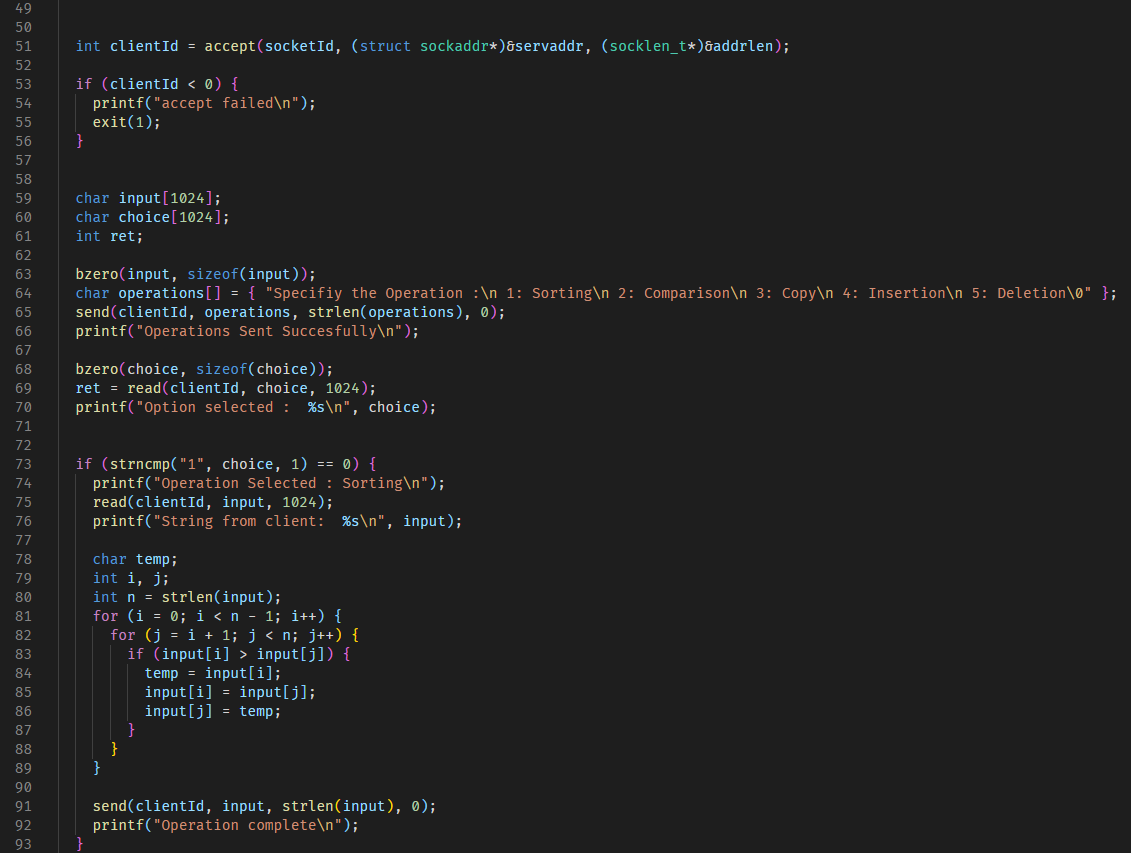 49
50
51 int clientId = accept(socketId, (struct sockaddr*)&servaddr, (socklen_t*)&addrlen);
52
53 if (clientId < 0) {
54 printf("accept failed\n");
55 exit(1);
56 }
57
58
59 char input[1024];
60 char choice[1024];
61 int ret;
62
63 bzero(input, sizeof(input));
64 char operations[] = { "Specifiy the Operation :\n 1: Sorting\n 2: Comparison\n 3: Copy\n 4: Insertion\n 5: Deletion\0" };
65 send(clientId, operations, strlen(operations), 0);
66 printf("Operations Sent Succesfully\n");
67
68 bzero(choice, sizeof(choice));
69 ret = read(clientId, choice, 1024);
70 printf("Option selected :  %s\n", choice);
71
72
73 if (strncmp("1", choice, 1) == 0) {
74 printf("Operation Selected : Sorting\n");
75 read(clientId, input, 1024);
76 printf("String from client:  %s\n", input);
77
78 char temp;
79 int i, j;
80 int n = strlen(input);
81 for (i = 0; i < n - 1; i++) {
82 for (j = i + 1; j < n; j++) {
83 if (input[i] > input[j]) {
84 temp = input[i];
85 input[i] = input[j];
86 input[j] = temp;
87 }
88 }
89 }
90
91 send(clientId, input, strlen(input), 0);
92 printf("Operation complete\n");
93 }